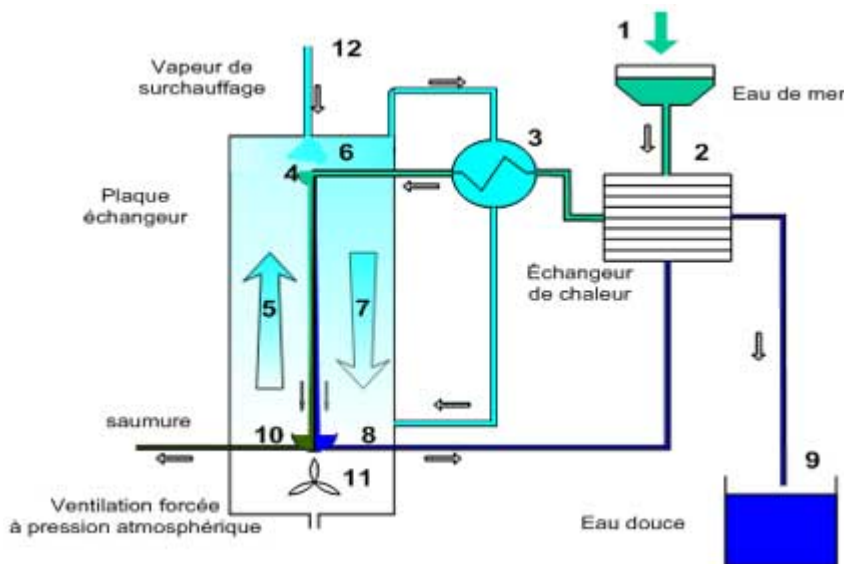 1
12
Vapeur de
surchauffage
Eau de mer
3
2
6
4
Plaque
échangeur
Échangeur
de chaleur
5
7
saumure
10
8
9
11
Ventilation forcée
à pression atmosphérique
Eau douce